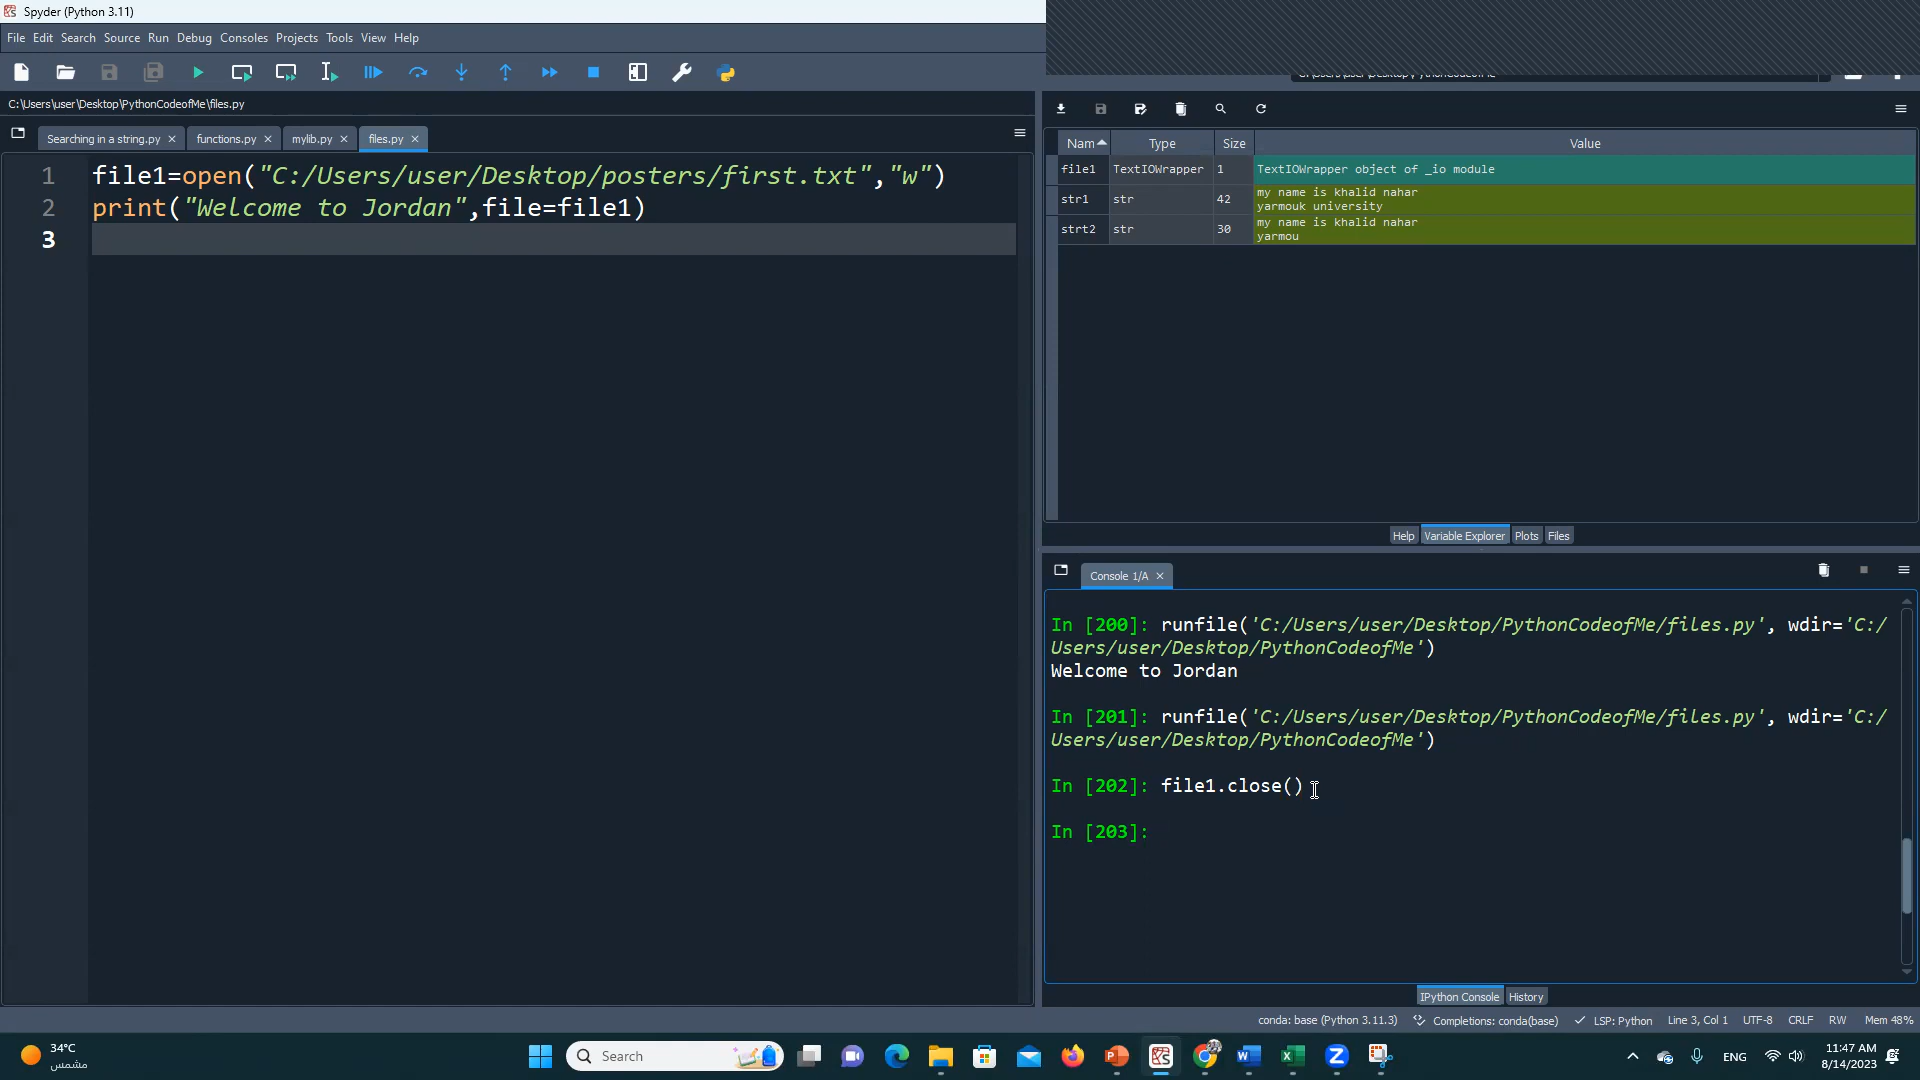 Spyder (Python 3.11)
File Edit Search Source Run Debug Consoles Projects Tools View Help
C:\Users\user\Desktop\PythonCodeofMe\files.py
Searching in a string.py functions.py mylib.py files.py
1 file1=open("C:/Users/user/Desktop/posters/first.txt","w")
2 print("Welcome to Jordan",file=file1)
3
Nam Type Size Value
file1 TextIOWrapper 1 TextIOWrapper object of _io module
str1 str 42 my name is khalid nahar
yarmouk university
strt2 str 30 my name is khalid nahar
yarmou
Help Variable Explorer Plots Files
Console 1/A
In [200]: runfile('C:/Users/user/Desktop/PythonCodeofMe/files.py', wdir='C:/
Users/user/Desktop/PythonCodeofMe')
Welcome to Jordan
In [201]: runfile('C:/Users/user/Desktop/PythonCodeofMe/files.py', wdir='C:/
Users/user/Desktop/PythonCodeofMe')
In [202]: file1.close()
In [203]:
IPython Console History
conda: base (Python 3.11.3) Completions: conda(base) LSP: Python Line 3, Col 1 UTF-8 CRLF RW Mem 48%
34°C
مشمس
Search
ENG
11:47 AM
8/14/2023